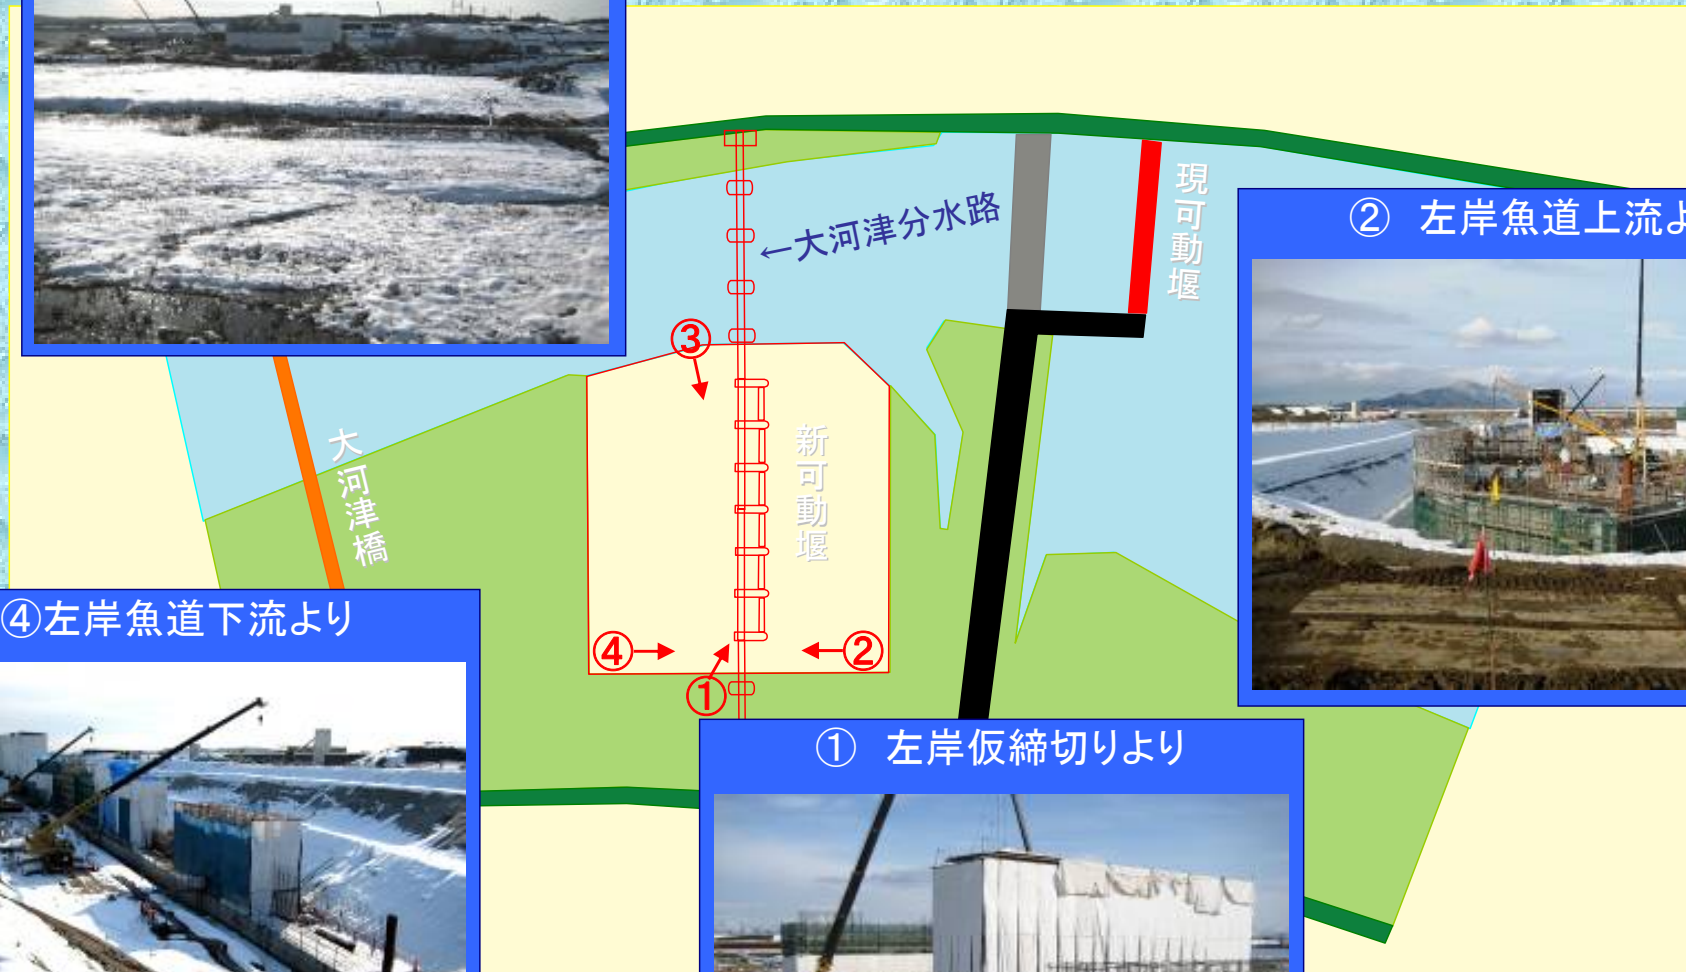 現可動堰
② 左岸魚道上流よ
←大河津分水路
③
新可動堰
大河津橋
④左岸魚道下流より
④
②
①
① 左岸仮締切りより